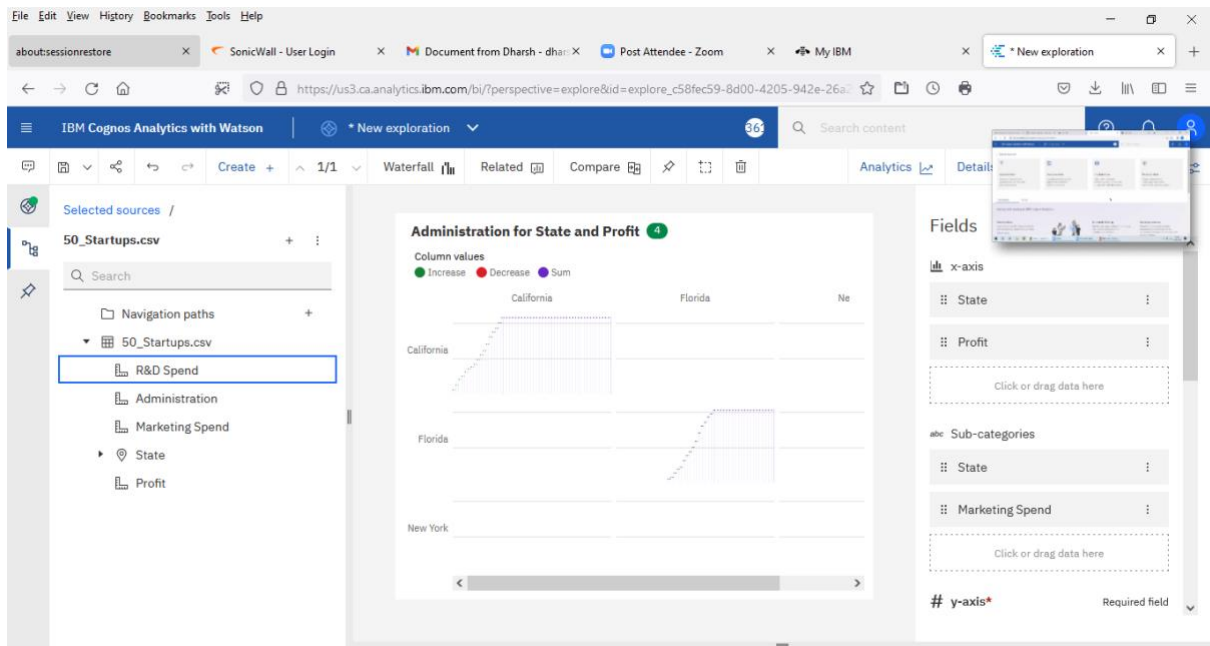 File Edit View History Bookmarks Tools Help
about:sessionrestore SonicWall - User Login Document from Dharsh - dhar Post Attendee - Zoom My IBM * New exploration
https://us3.ca.analytics.ibm.com/bi/?perspective=explore&id=explore_c58fec59-8d00-4205-942e-26a
IBM Cognos Analytics with Watson * New exploration 361 Search content
Create + 1/1 Waterfall Related Compare Analytics Details
Selected sources /
50_Startups.csv
Search
Navigation paths
50_Startups.csv
R&D Spend
Administration
Marketing Spend
State
Profit
Administration for State and Profit 4
Column values
Increase Decrease Sum
California Florida Ne
California
Florida
New York
Fields
x-axis
State
Profit
Click or drag data here
abc Sub-categories
State
Marketing Spend
Click or drag data here
# y-axis* Required field